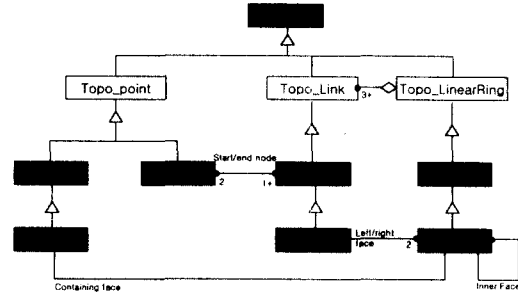 Topo_point
Topo_Link
3+
Topo_LinearRing
Start/end node
2
1+
Left/right
face
2
Containing face
Inner Face